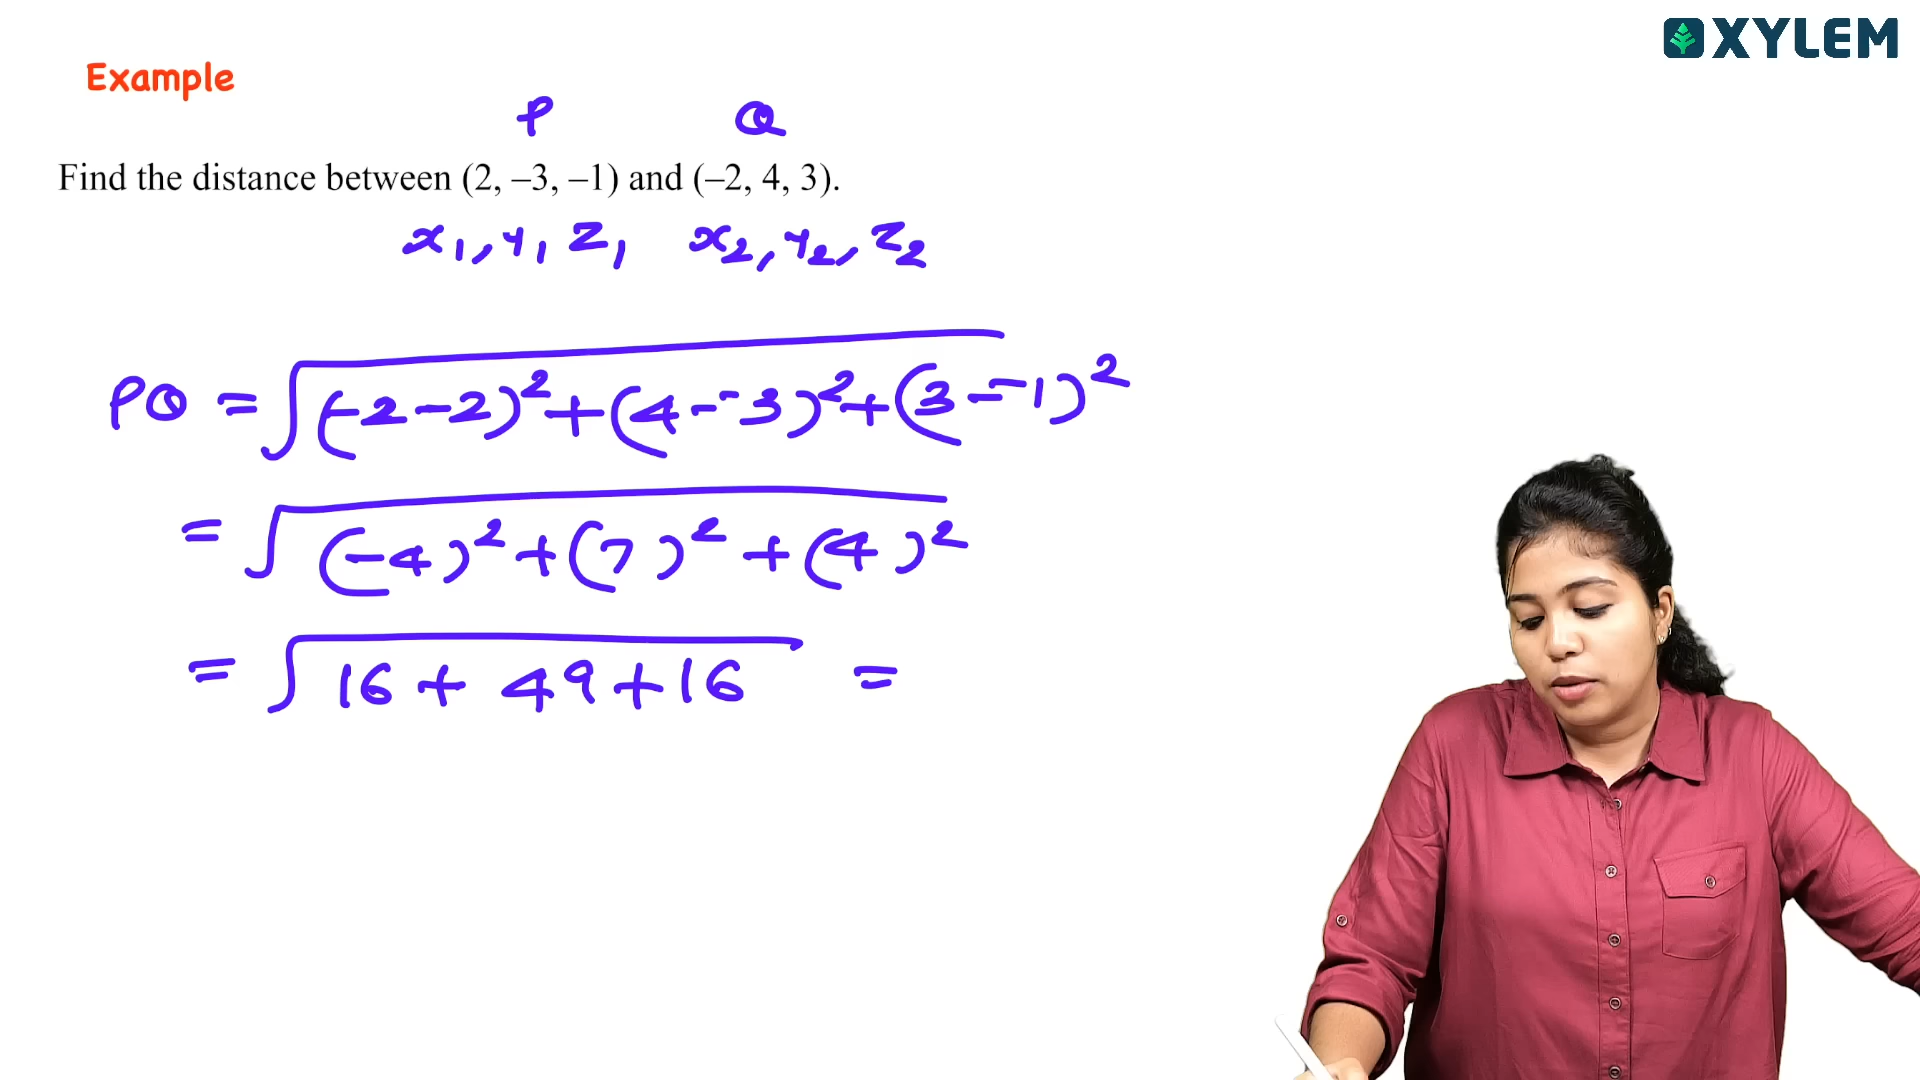 XYLEM
Example
P Q
Find the distance between (2, –3, –1) and (–2, 4, 3).
x₁, y₁ z₁ x₂, y₂, z₂
PQ = √(-2-2)² + (4--3)² + (3--1)²
= √(-4)² + (7)² + (4)²
= √16 + 49 + 16 =